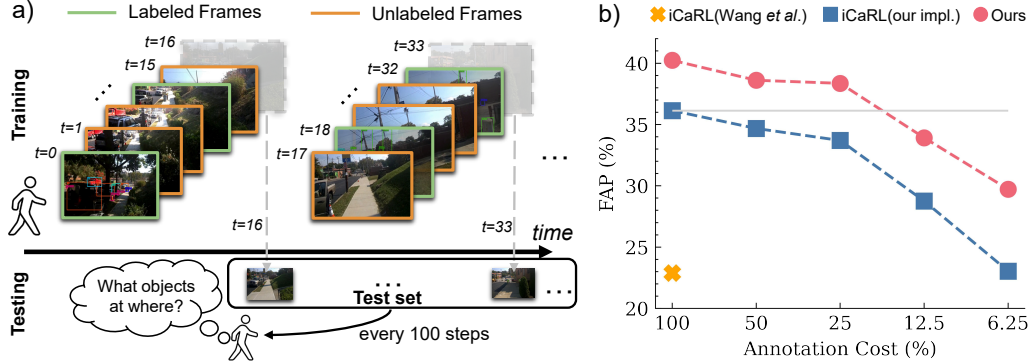 a)
Labeled Frames
Unlabeled Frames
Training
t=16
t=15
...
t=1
t=0
t=33
t=32
...
t=18
t=17
...
t=16
t=33
time
Testing
What objects
at where?
...
Test set
...
every 100 steps
b)
iCaRL(Wang et al.)
iCaRL(our impl.)
Ours
FAP (%)
40
35
30
25
20
100
50
25
12.5
6.25
Annotation Cost (%)